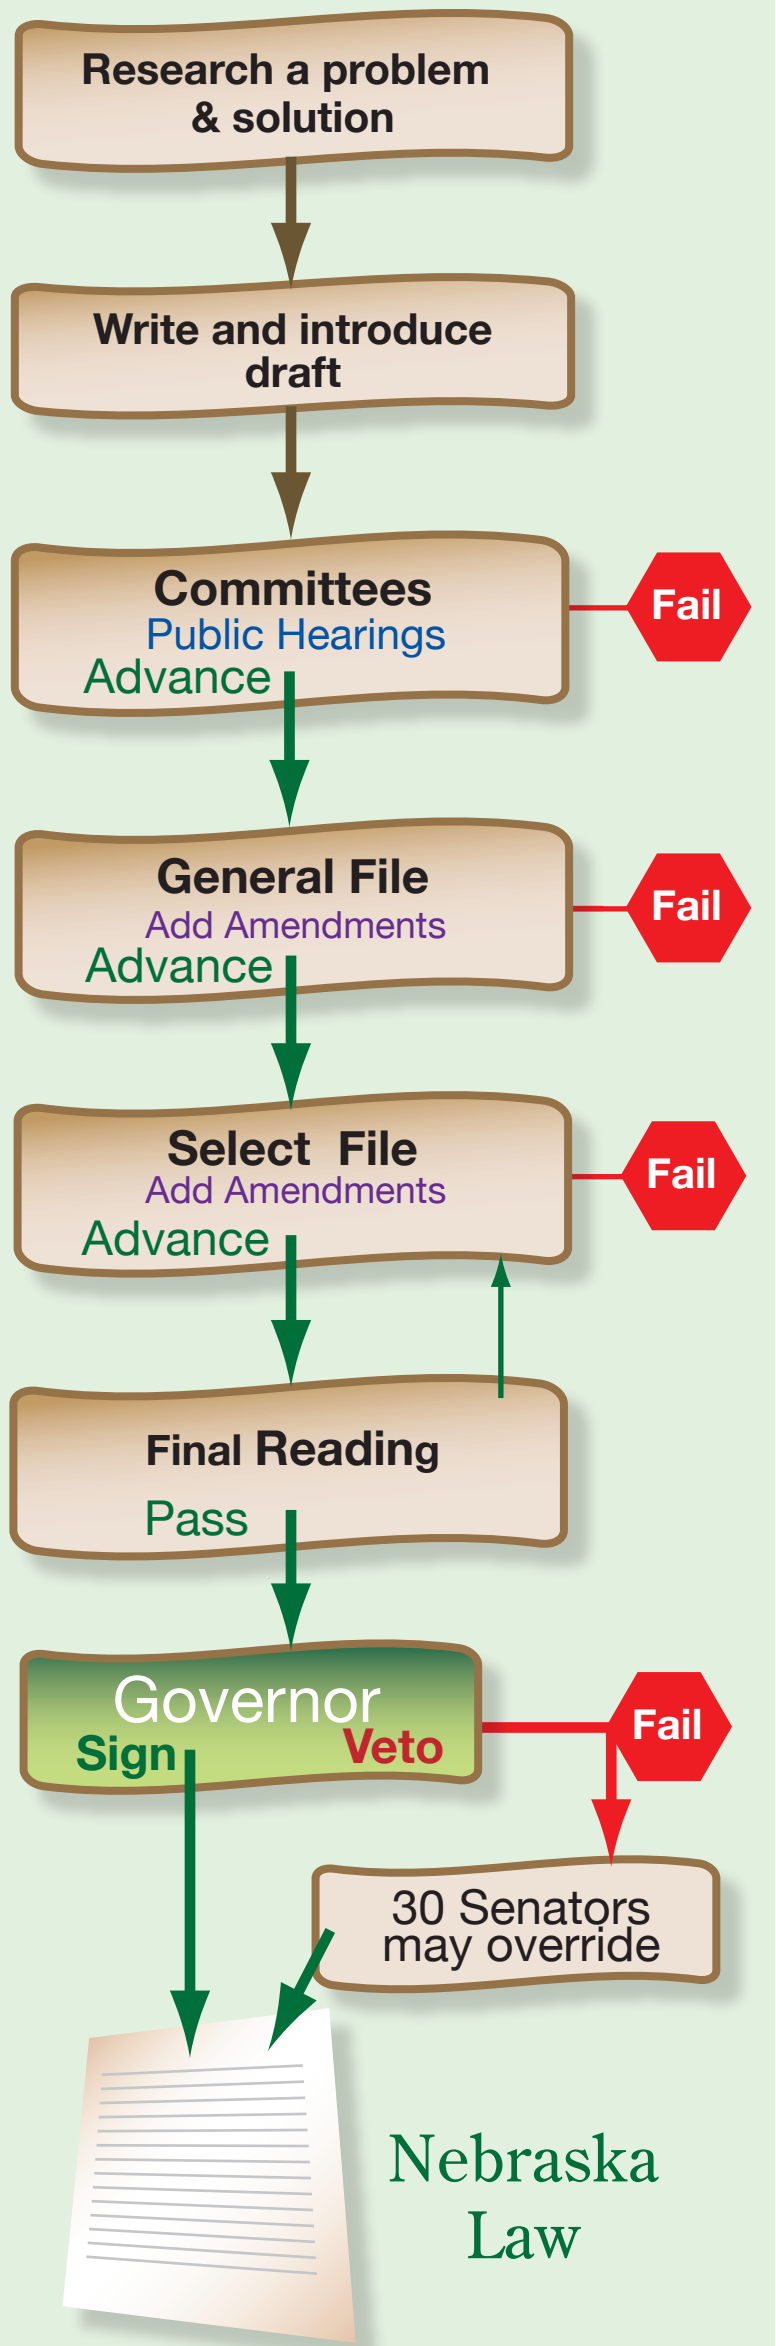 Research a problem
& solution
Write and introduce
draft
Committees
Public Hearings
Advance
Fail
General File
Add Amendments
Advance
Fail
Select File
Add Amendments
Advance
Fail
Final Reading
Pass
Governor
Sign
Veto
Fail
30 Senators
may override
Nebraska
Law